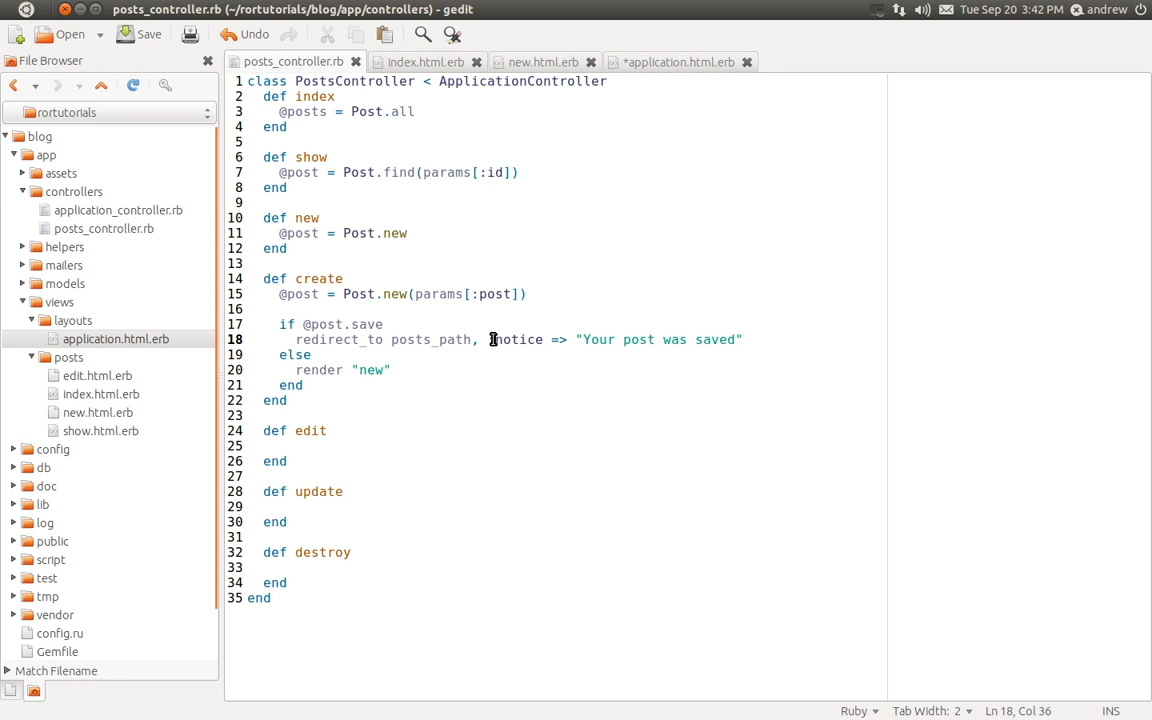 posts_controller.rb (~/rortutorials/blog/app/controllers) - gedit
Tue Sep 20 3:42 PM
andrew
Open
Save
Undo
File Browser
posts_controller.rb
index.html.erb
new.html.erb
*application.html.erb
rortutorials
blog
app
assets
controllers
application_controller.rb
posts_controller.rb
helpers
mailers
models
views
layouts
application.html.erb
posts
edit.html.erb
index.html.erb
new.html.erb
show.html.erb
config
db
doc
lib
log
public
script
test
tmp
vendor
config.ru
Gemfile
Match Filename
1 class PostsController < ApplicationController
2 def index
3 @posts = Post.all
4 end
5
6 def show
7 @post = Post.find(params[:id])
8 end
9
10 def new
11 @post = Post.new
12 end
13
14 def create
15 @post = Post.new(params[:post])
16
17 if @post.save
18 redirect_to posts_path, :notice => "Your post was saved"
19 else
20 render "new"
21 end
22 end
23
24 def edit
25
26 end
27
28 def update
29
30 end
31
32 def destroy
33
34 end
35 end
Ruby
Tab Width: 2
Ln 18, Col 36
INS